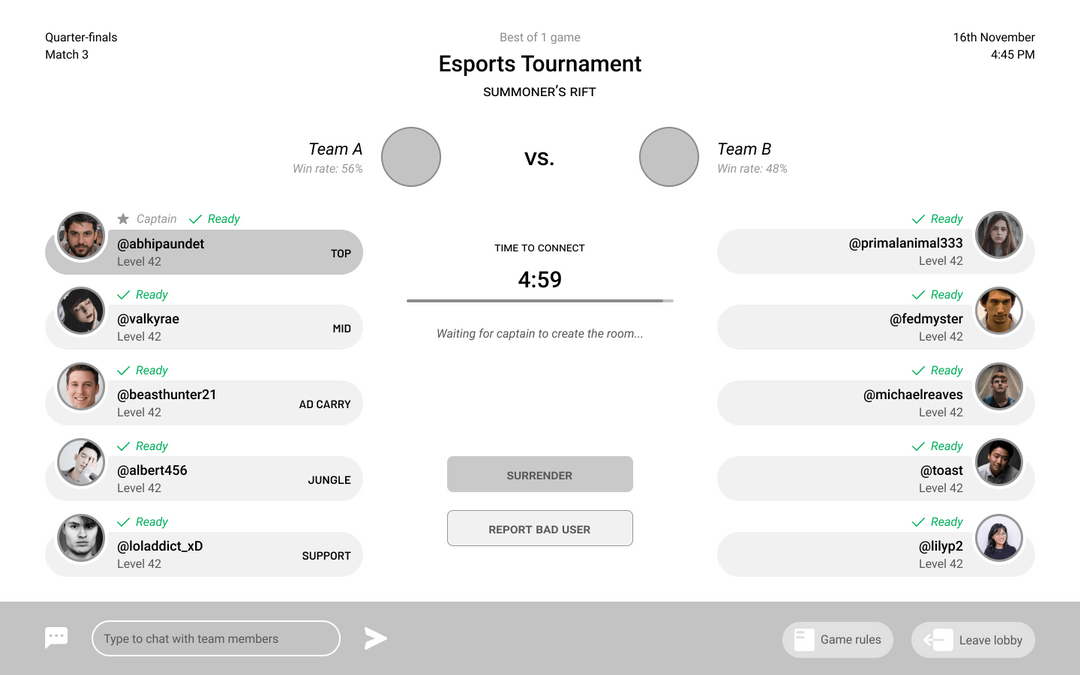 Quarter-finals
Match 3
Best of 1 game
Esports Tournament
SUMMONER'S RIFT
16th November
4:45 PM
Team A
Win rate: 56%
VS.
Team B
Win rate: 48%
Captain
Ready
@abhipaundet
Level 42
TOP
Ready
@valkyrae
Level 42
MID
Ready
@beasthunter21
Level 42
AD CARRY
Ready
@albert456
Level 42
JUNGLE
Ready
@loladdict_xD
Level 42
SUPPORT
TIME TO CONNECT
4:59
Waiting for captain to create the room...
SURRENDER
REPORT BAD USER
Ready
@primalanimal333
Level 42
Ready
@fedmyster
Level 42
Ready
@michaelreaves
Level 42
Ready
@toast
Level 42
Ready
@lilyp2
Level 42
Type to chat with team members
Game rules
Leave lobby